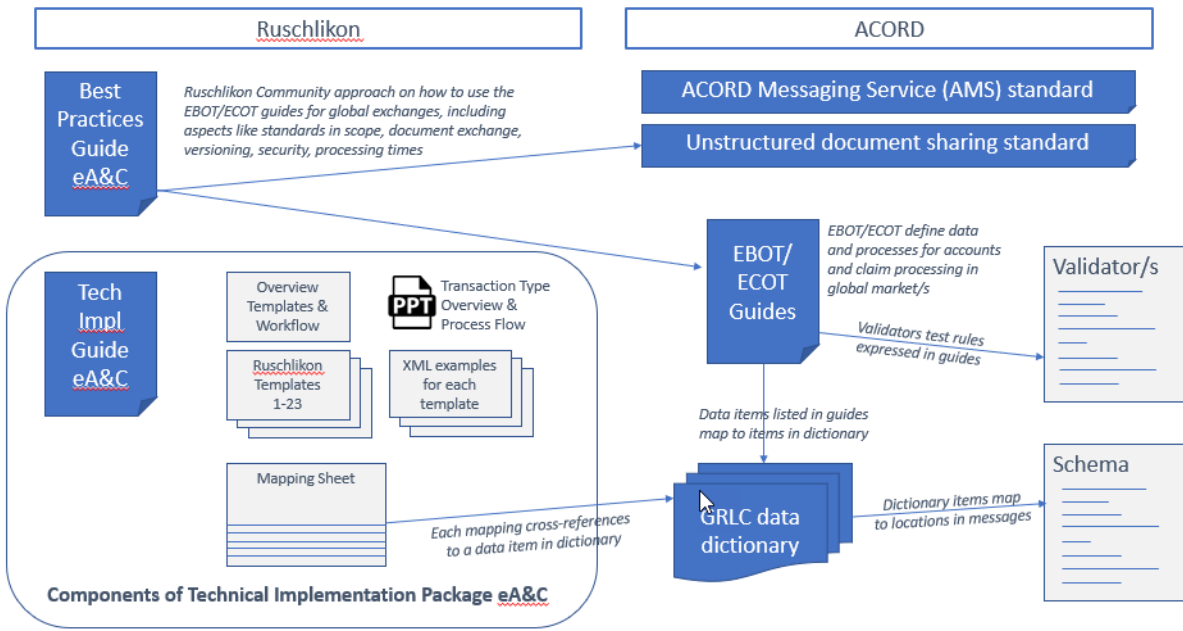 Ruschlikon
ACORD
Best
Practices
Guide
eA&C
Ruschlikon Community approach on how to use the
EBOT/ECOT guides for global exchanges, including
aspects like standards in scope, document exchange,
versioning, security, processing times
ACORD Messaging Service (AMS) standard
Unstructured document sharing standard
EBOT/
ECOT
Guides
EBOT/ECOT define data
and processes for accounts
and claim processing in
global market/s
Validator/s
Validators test rules
expressed in guides
Tech
Impl
Guide
eA&C
Overview
Templates &
Workflow
PPT
Transaction Type
Overview &
Process Flow
Ruschlikon
Templates
1-23
XML examples
for each
template
Data items listed in guides
map to items in dictionary
Mapping Sheet
Each mapping cross-references
to a data item in dictionary
GRLC data
dictionary
Dictionary items map
to locations in messages
Schema
Components of Technical Implementation Package eA&C